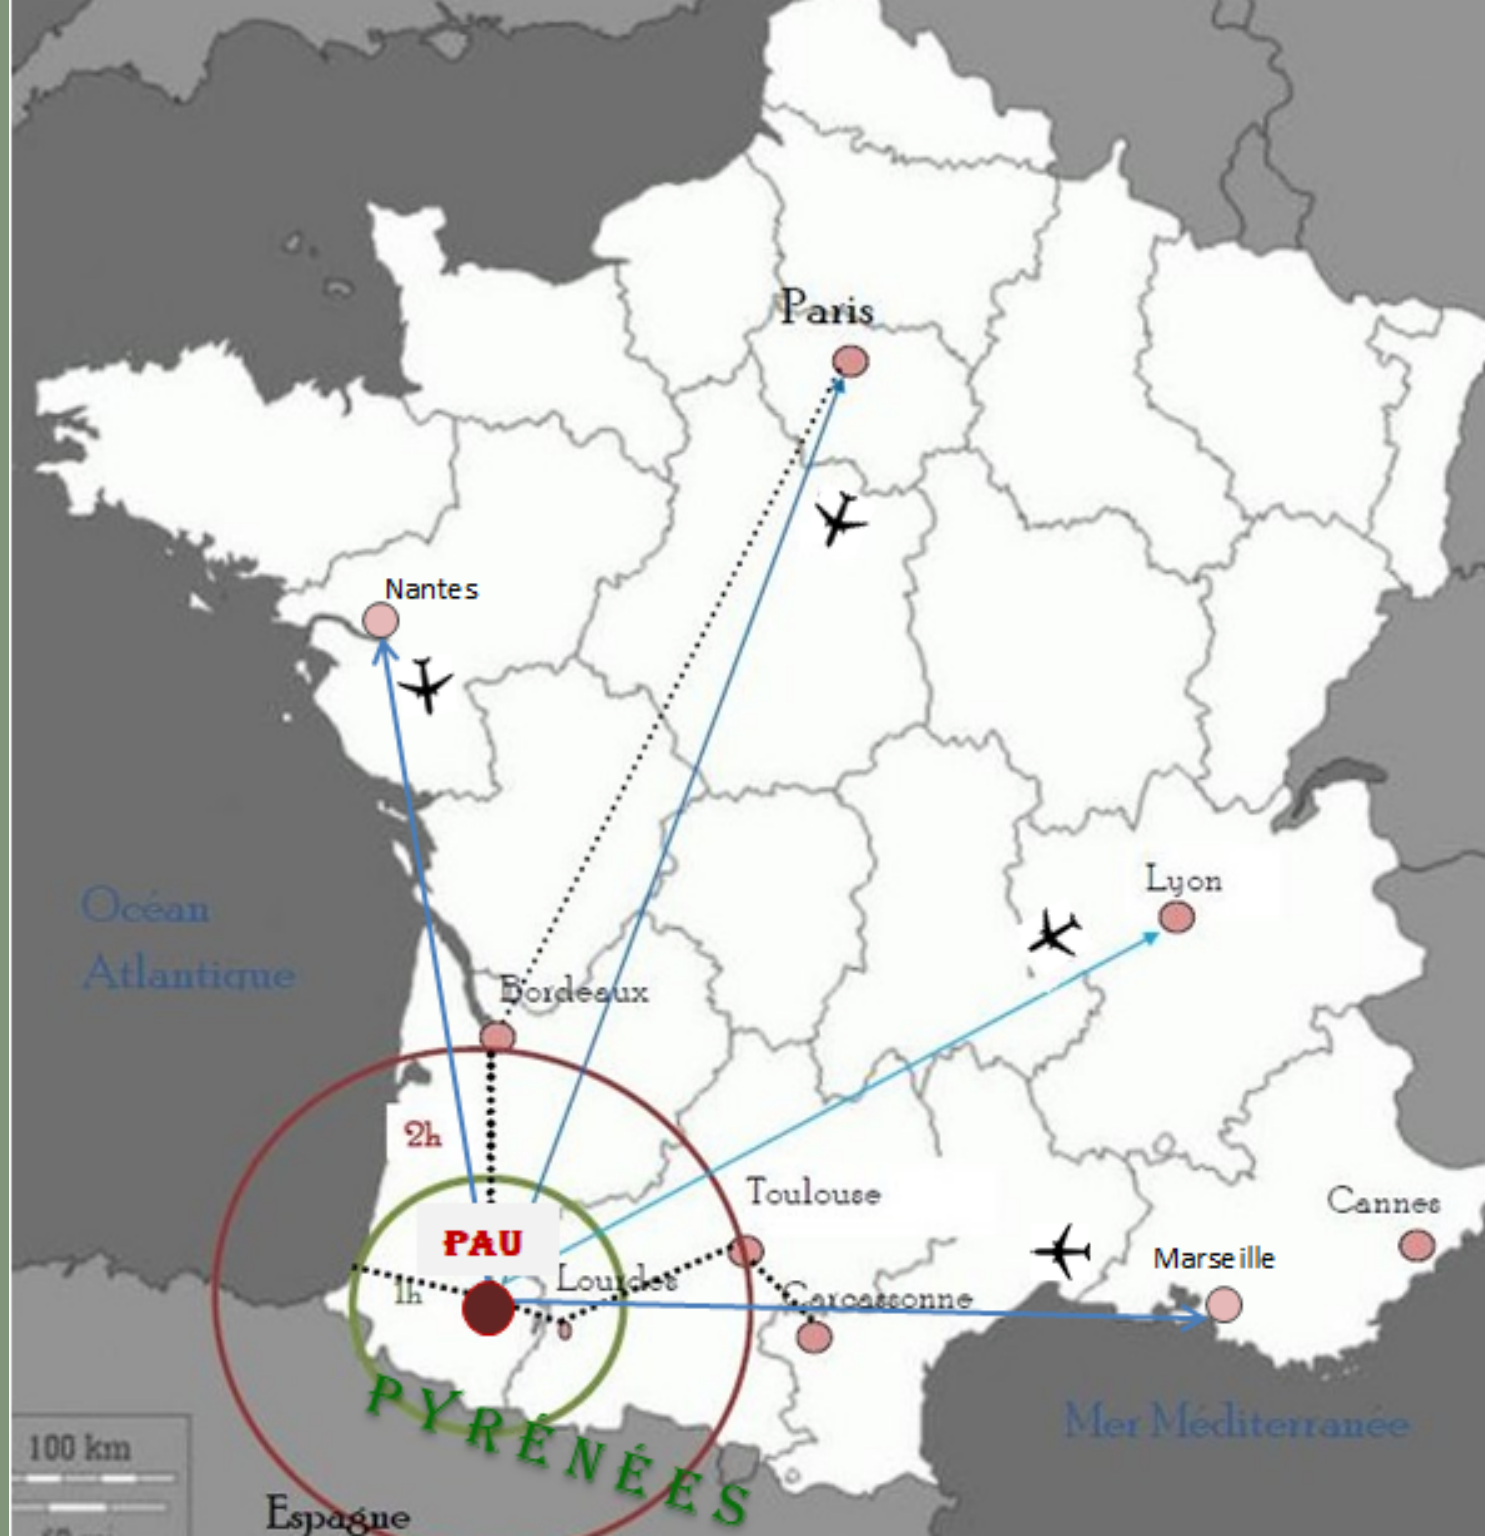 Paris
Nantes
Océan
Atlantique
Lyon
Bordeaux
2h
Toulouse
Cannes
PAU
Marseille
1h
Lourdes
Carcassonne
PYRÉNÉES
Mer Méditerranée
100 km
Espagne